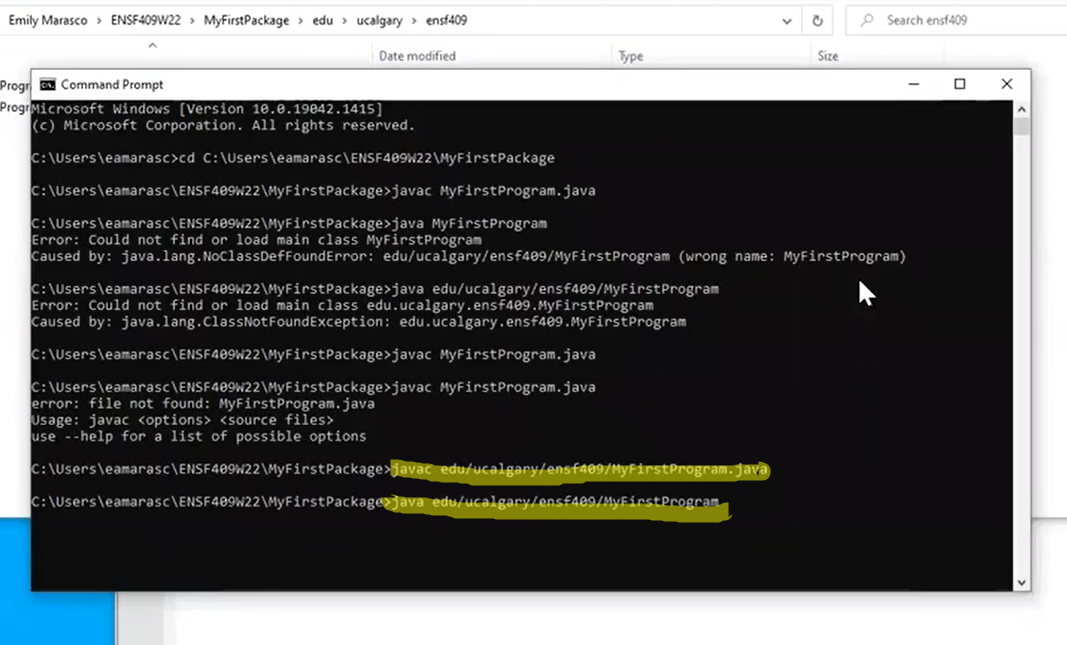 Emily Marasco > ENSF409W22 > MyFirstPackage > edu > ucalgary > ensf409
Search ensf409
Date modified Type Size
Progr
Progr
Command Prompt
Microsoft Windows [Version 10.0.19042.1415]
(c) Microsoft Corporation. All rights reserved.
C:\Users\eamarasc>cd C:\Users\eamarasc\ENSF409W22\MyFirstPackage
C:\Users\eamarasc\ENSF409W22\MyFirstPackage>javac MyFirstProgram.java
C:\Users\eamarasc\ENSF409W22\MyFirstPackage>java MyFirstProgram
Error: Could not find or load main class MyFirstProgram
Caused by: java.lang.NoClassDefFoundError: edu/ucalgary/ensf409/MyFirstProgram (wrong name: MyFirstProgram)
C:\Users\eamarasc\ENSF409W22\MyFirstPackage>java edu/ucalgary/ensf409/MyFirstProgram
Error: Could not find or load main class edu.ucalgary.ensf409.MyFirstProgram
Caused by: java.lang.ClassNotFoundException: edu.ucalgary.ensf409.MyFirstProgram
C:\Users\eamarasc\ENSF409W22\MyFirstPackage>javac MyFirstProgram.java
C:\Users\eamarasc\ENSF409W22\MyFirstPackage>javac MyFirstProgram.java
error: file not found: MyFirstProgram.java
Usage: javac <options> <source files>
use --help for a list of possible options
C:\Users\eamarasc\ENSF409W22\MyFirstPackage>javac edu/ucalgary/ensf409/MyFirstProgram.java
C:\Users\eamarasc\ENSF409W22\MyFirstPackage>java edu/ucalgary/ensf409/MyFirstProgram